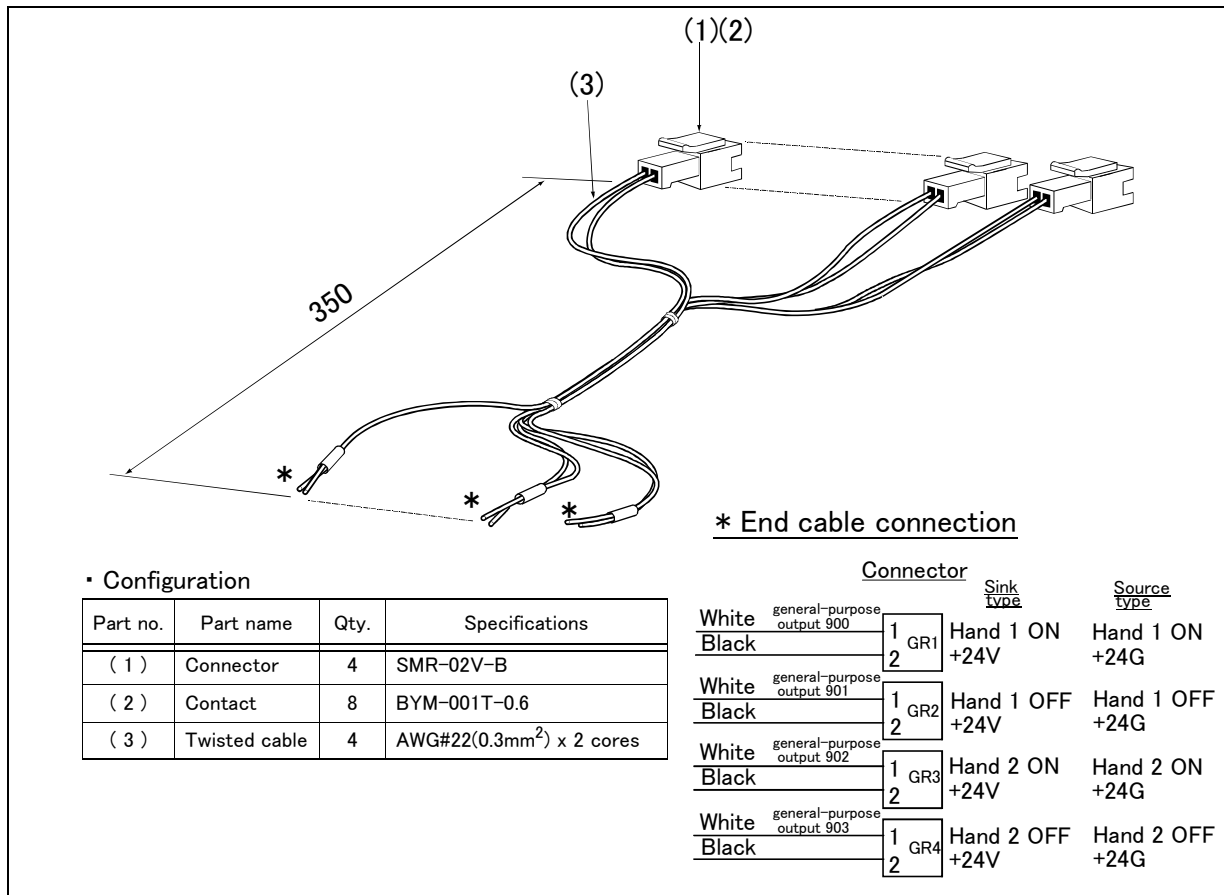 (1)(2)
(3)
350
*
*
*
* End cable connection
・ Configuration
Part no. Part name Qty. Specifications
( 1 ) Connector 4 SMR-02V-B
( 2 ) Contact 8 BYM-001T-0.6
( 3 ) Twisted cable 4 AWG#22(0.3mm²) x 2 cores
Connector
Sink type
Source type
White general-purpose output 900 1 GR1 Hand 1 ON Hand 1 ON
Black 2 +24V +24G
White general-purpose output 901 1 GR2 Hand 1 OFF Hand 1 OFF
Black 2 +24V +24G
White general-purpose output 902 1 GR3 Hand 2 ON Hand 2 ON
Black 2 +24V +24G
White general-purpose output 903 1 GR4 Hand 2 OFF Hand 2 OFF
Black 2 +24V +24G